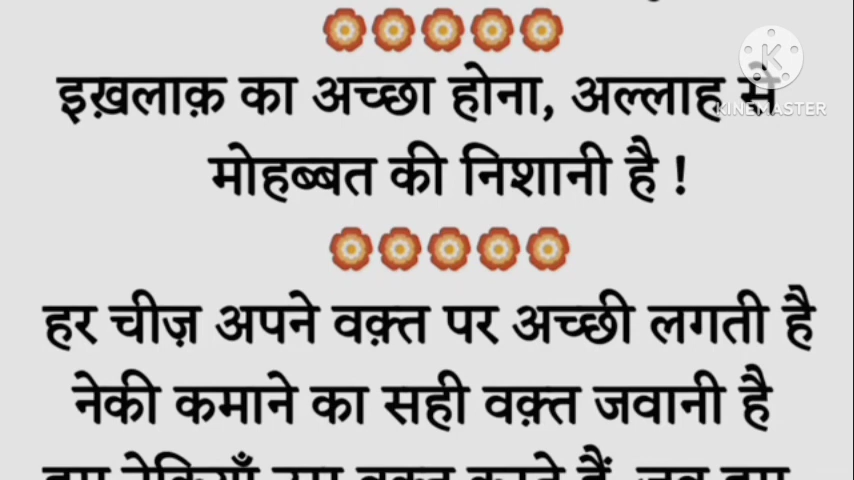 इख़लाक़ का अच्छा होना, अल्लाह से
KINEMASTER
मोहब्बत की निशानी है !
हर चीज़ अपने वक़्त पर अच्छी लगती है
नेकी कमाने का सही वक़्त जवानी है